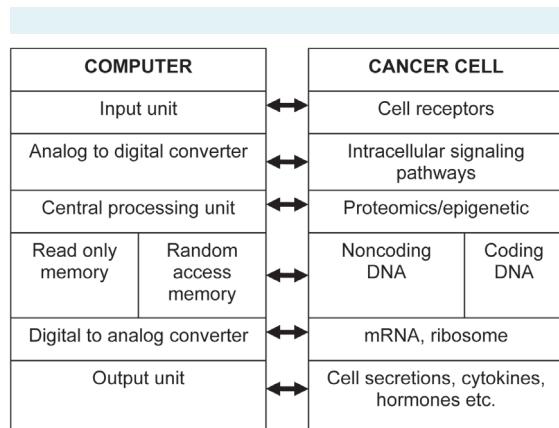 COMPUTER
CANCER CELL
Input unit
Cell receptors
Analog to digital converter
Intracellular signaling
pathways
Central processing unit
Proteomics/epigenetic
Read only
memory
Random
access
memory
Noncoding
DNA
Coding
DNA
Digital to analog converter
mRNA, ribosome
Output unit
Cell secretions, cytokines,
hormones etc.